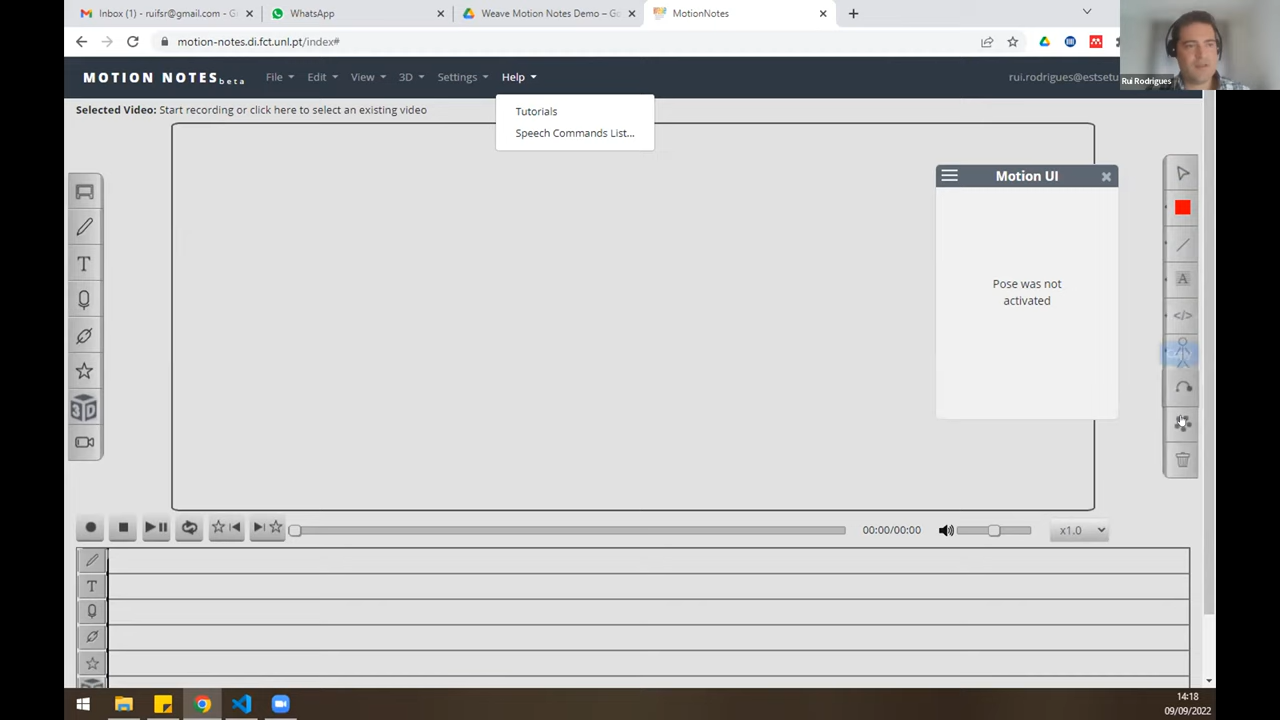 Inbox (1) - ruifsr@gmail.com - G
WhatsApp
Weave Motion Notes Demo – Go
MotionNotes
motion-notes.di.fct.unl.pt/index#
MOTION NOTES beta
File
Edit
View
3D
Settings
Help
rui.rodrigues@estsetu
Rui Rodrigues
Selected Video: Start recording or click here to select an existing video
Tutorials
Speech Commands List...
Motion UI
Pose was not
activated
T
3D
A
</>
00:00/00:00
x1.0
T
3D
14:18
09/09/2022